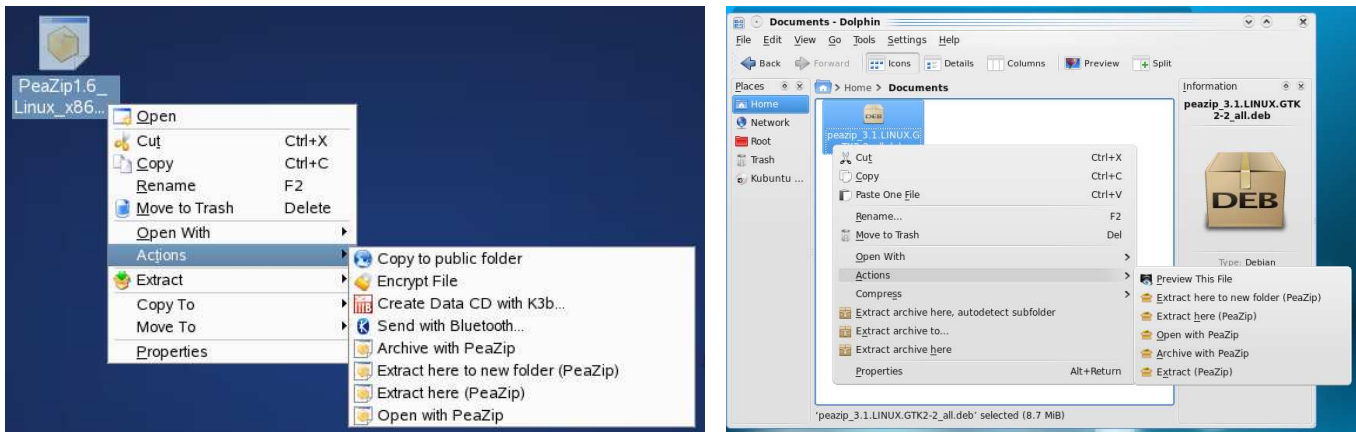 PeaZip1.6_
Linux_x86...
Open
Cut Ctrl+X
Copy Ctrl+C
Rename F2
Move to Trash Delete
Open With
Actions
Extract
Copy To
Move To
Properties
Copy to public folder
Encrypt File
Create Data CD with K3b...
Send with Bluetooth...
Archive with PeaZip
Extract here to new folder (PeaZip)
Extract here (PeaZip)
Open with PeaZip
Documents - Dolphin
File Edit View Go Tools Settings Help
Back Forward Icons Details Columns Preview Split
Places
Home
Network
Root
Trash
Kubuntu ...
Home > Documents
DEB
peazip_3.1.LINUX.G
Cut Ctrl+X
Copy Ctrl+C
Paste One File Ctrl+V
Rename... F2
Move to Trash Del
Open With
Actions
Compress
Extract archive here, autodetect subfolder
Extract archive to...
Extract archive here
Properties Alt+Return
Preview This File
Extract here to new folder (PeaZip)
Extract here (PeaZip)
Open with PeaZip
Archive with PeaZip
Extract (PeaZip)
Information
peazip_3.1.LINUX.GTK
2-2_all.deb
DEB
Type: Debian
'peazip_3.1.LINUX.GTK2-2_all.deb' selected (8.7 MiB)